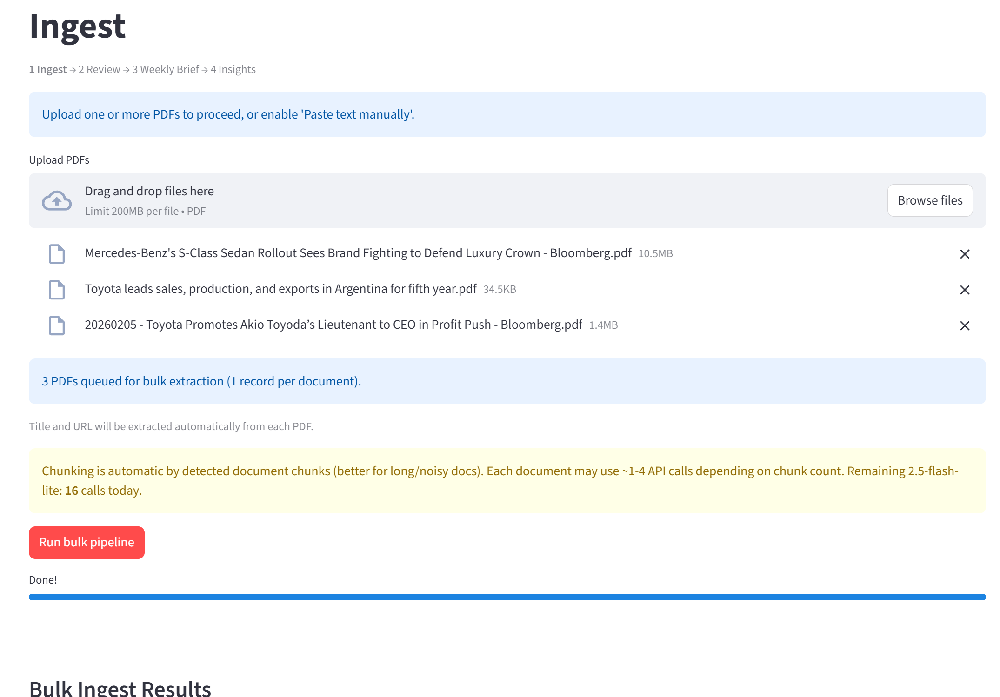 Ingest
1 Ingest → 2 Review → 3 Weekly Brief → 4 Insights
Upload one or more PDFs to proceed, or enable 'Paste text manually'.
Upload PDFs
Drag and drop files here
Limit 200MB per file • PDF
Browse files
Mercedes-Benz's S-Class Sedan Rollout Sees Brand Fighting to Defend Luxury Crown - Bloomberg.pdf 10.5MB
Toyota leads sales, production, and exports in Argentina for fifth year.pdf 34.5KB
20260205 - Toyota Promotes Akio Toyoda’s Lieutenant to CEO in Profit Push - Bloomberg.pdf 1.4MB
3 PDFs queued for bulk extraction (1 record per document).
Title and URL will be extracted automatically from each PDF.
Chunking is automatic by detected document chunks (better for long/noisy docs). Each document may use ~1-4 API calls depending on chunk count. Remaining 2.5-flash-
lite: 16 calls today.
Run bulk pipeline
Done!
Bulk Ingest Results